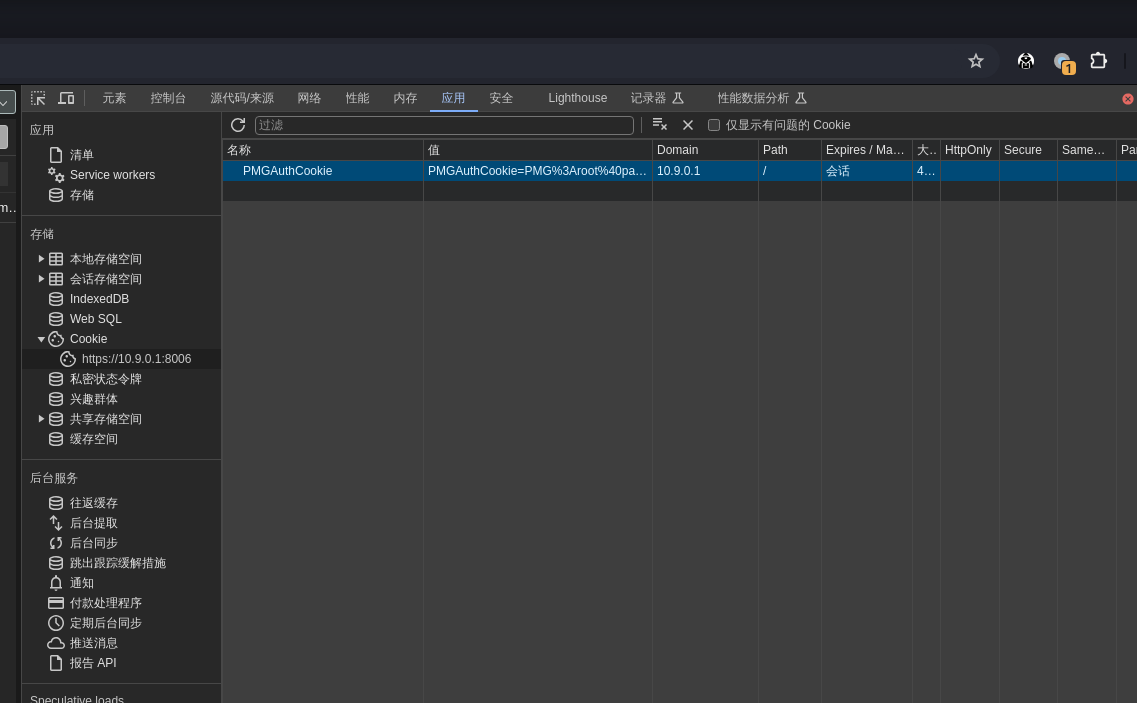 1
元素 控制台 源代码/来源 网络 性能 内存 应用 安全 Lighthouse 记录器 性能数据分析
过滤 仅显示有问题的 Cookie
名称 值 Domain Path Expires / Ma… 大… HttpOnly Secure Same… Par
PMGAuthCookie PMGAuthCookie=PMG%3Aroot%40pa… 10.9.0.1 / 会话 4…
m…
应用
清单
Service workers
存储
存储
本地存储空间
会话存储空间
IndexedDB
Web SQL
Cookie
https://10.9.0.1:8006
私密状态令牌
兴趣群体
共享存储空间
缓存空间
后台服务
往返缓存
后台提取
后台同步
跳出跟踪缓解措施
通知
付款处理程序
定期后台同步
推送消息
报告 API
Speculative loads